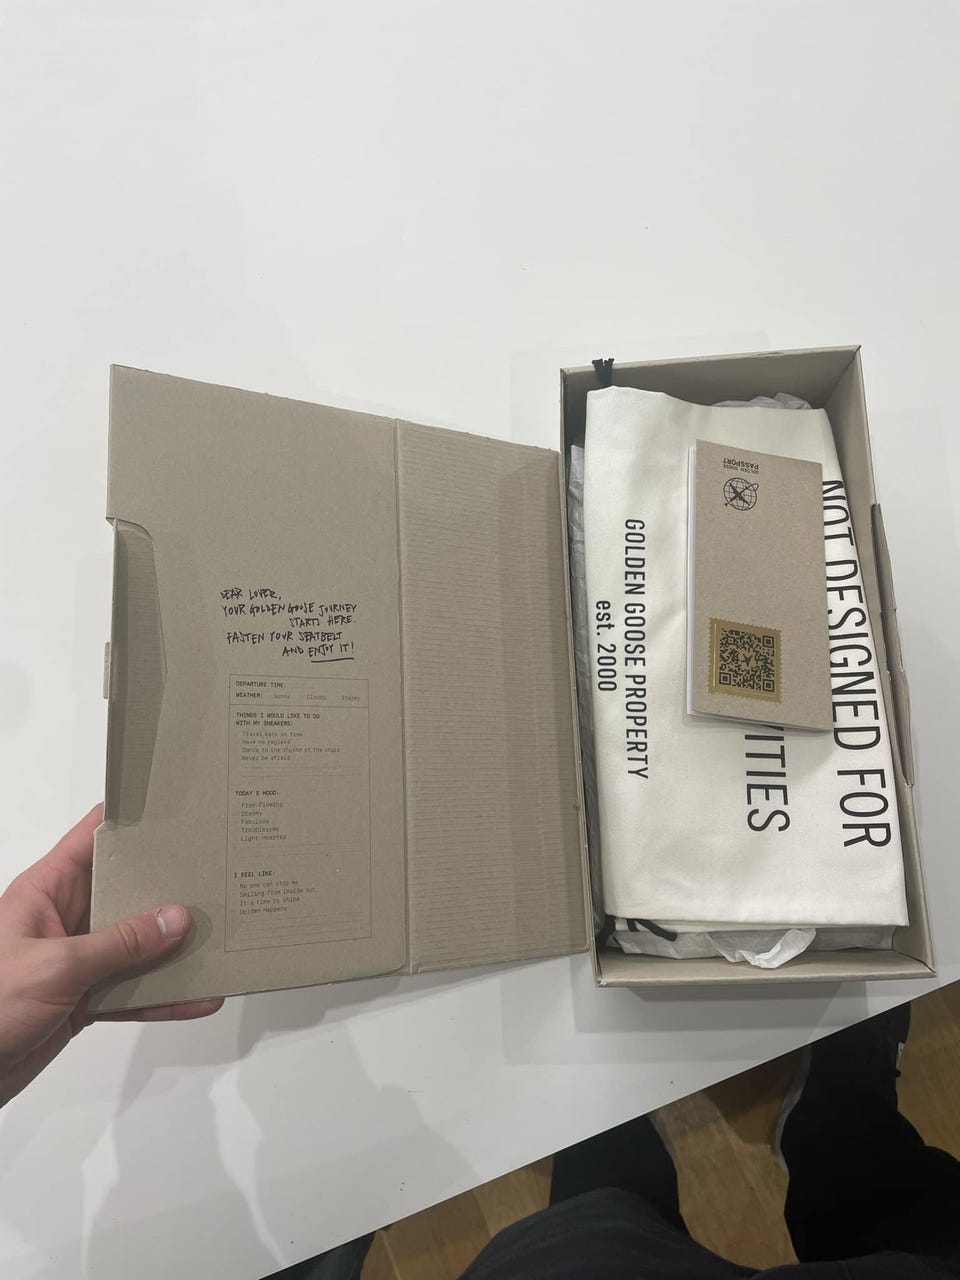 DEAR LOVER,
YOUR GOLDEN GOOSE JOURNEY
STARTS HERE.
FASTEN YOUR SEATBELT
AND ENJOY IT!
DEPARTURE TIME:
WEATHER: Sunny Cloudy Stormy
THINGS I WOULD LIKE TO DO
WITH MY SNEAKERS:
Travel back in time
Have no regrets
Dance to the rhythm of the stars
Never be afraid
TODAY'S MOOD:
Free-Flowing
Dreamy
Fabulous
Troublesome
Light-Hearted
I FEEL LIKE:
No one can stop me
Smiling from inside out
It's time to shine
Golden Happens
GOLDEN GOOSE
PASSPORT
NOT DESIGNED FOR
VITIES
GOLDEN GOOSE PROPERTY
est. 2000